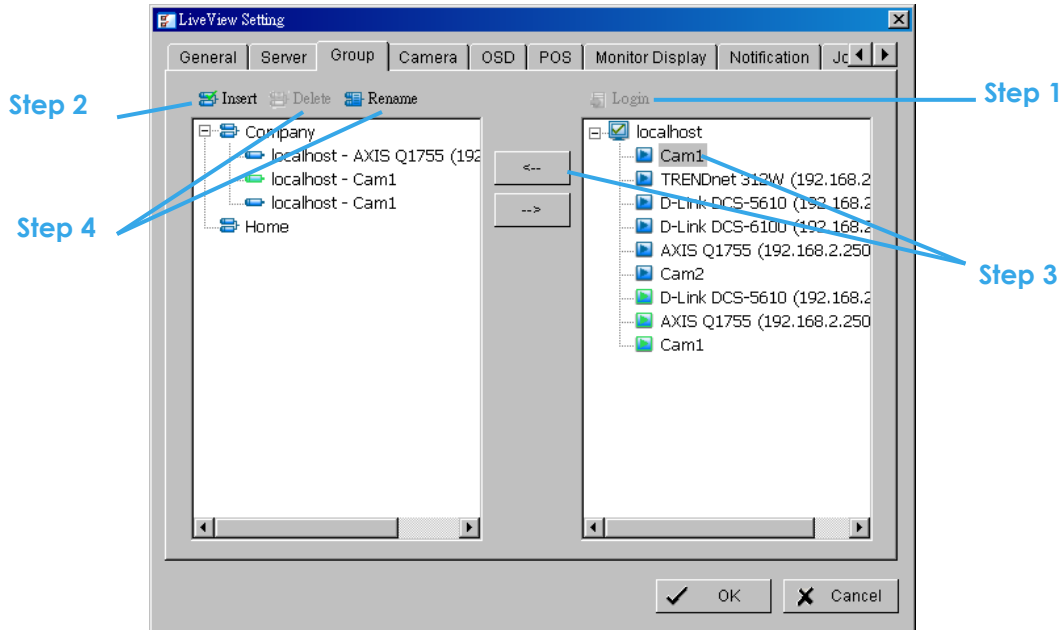 LiveView Setting
General Server Group Camera OSD POS Monitor Display Notification
Step 2
Insert Delete Rename
Login
Step 1
Company
localhost - AXIS Q1755 (192
localhost - Cam1
localhost - Cam1
Home
Step 4
<--
-->
localhost
Cam1
TRENDnet 312W (192.168.2
D-Link DCS-5610 (192.168.2
D-Link DCS-6100 (192.168.2
AXIS Q1755 (192.168.2.250
Cam2
D-Link DCS-5610 (192.168.2
AXIS Q1755 (192.168.2.250
Cam1
Step 3
OK
Cancel